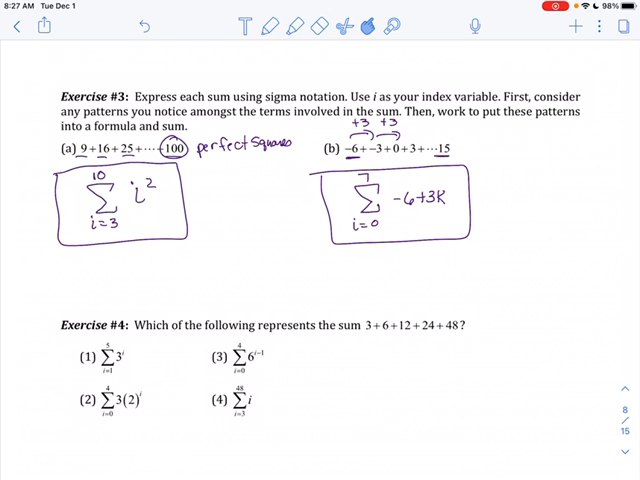 8:27 AM Tue Dec 1
98%
Exercise #3: Express each sum using sigma notation. Use i as your index variable. First, consider
any patterns you notice amongst the terms involved in the sum. Then, work to put these patterns
into a formula and sum.
+3 +3
(a) 9+16+25+⋯100 perfect squares
(b) −6+−3+0+3+⋯15
10
∑ i²
i=3
7
∑ -6+3k
i=0
Exercise #4: Which of the following represents the sum 3+6+12+24+48?
(1) ∑_{i=1}^{5} 3^i
(3) ∑_{i=0}^{4} 6^{i−1}
(2) ∑_{i=0}^{4} 3(2)^i
(4) ∑_{i=3}^{48} i
8
/
15